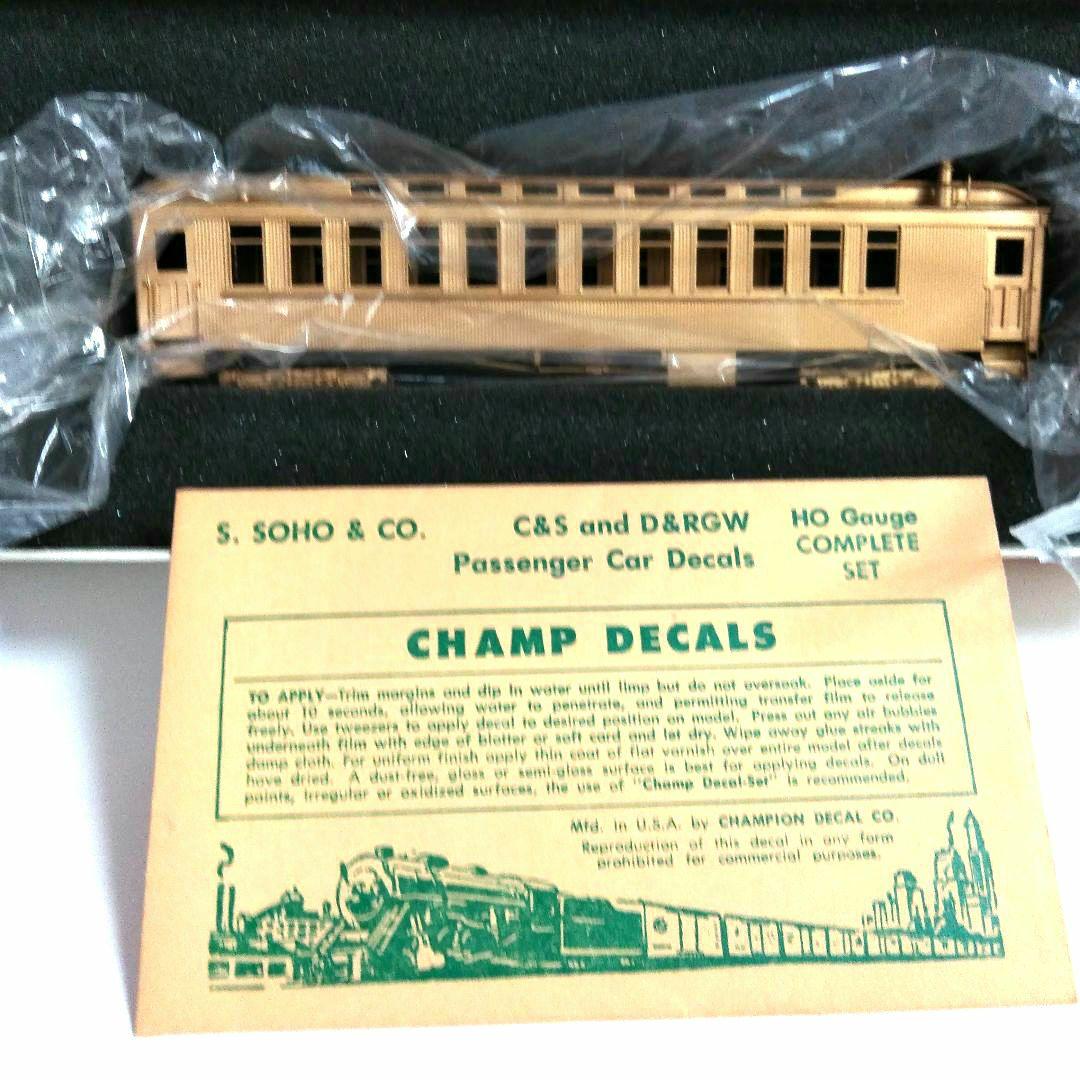 S. SOHO & CO.
C&S and D&RGW
Passenger Car Decals
HO Gauge
COMPLETE
SET
CHAMP DECALS
TO APPLY—Trim margins and dip in water until limp but do not oversoak. Place aside for
about 10 seconds, allowing water to penetrate, and permitting transfer film to release
freely. Use tweezers to apply decal to desired position on model. Press out any air bubbles
underneath film with edge of blotter or soft card and let dry. Wipe away glue streaks with
damp cloth. For uniform finish apply thin coat of flat varnish over entire model after decals
have dried. A dust-free, gloss or semi-gloss surface is best for applying decals. On dull
paints, irregular or oxidized surfaces, the use of "Champ Decal-Set" is recommended.
Mfd. in U.S.A. by CHAMPION DECAL CO.
Reproduction of this decal in any form
prohibited for commercial purposes.